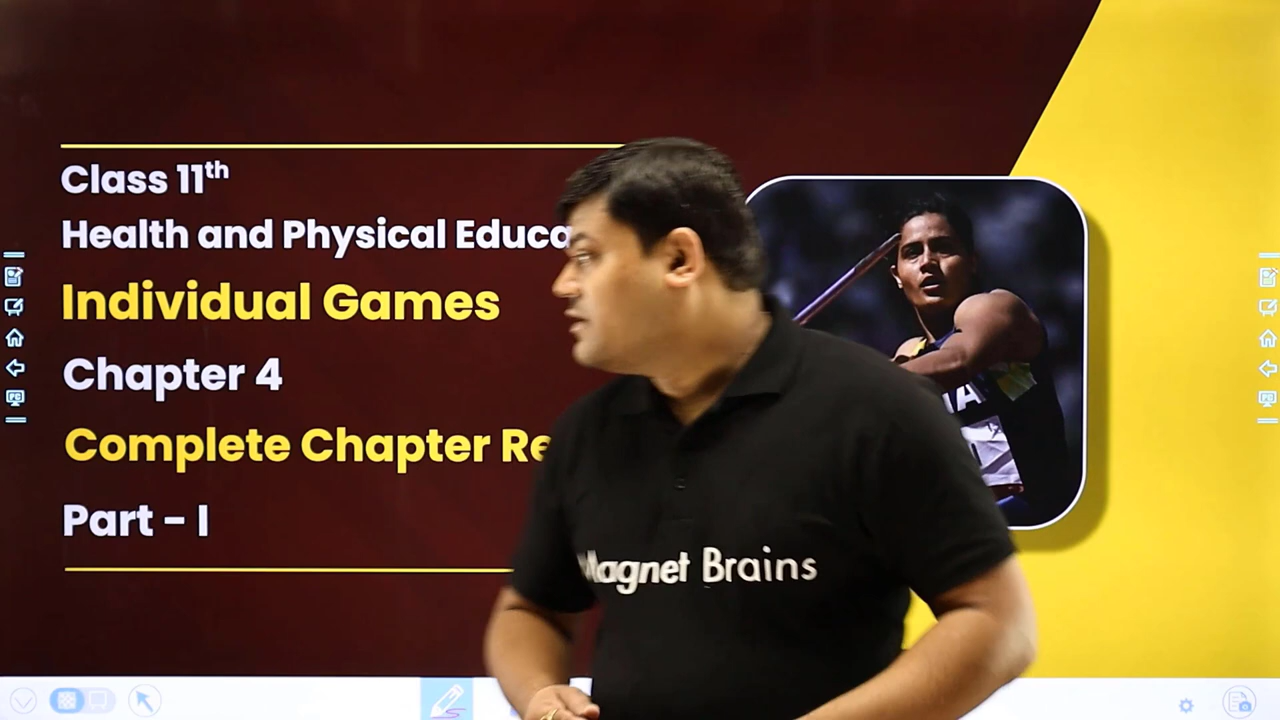 Class 11th
Health and Physical Educa
Individual Games
Chapter 4
Complete Chapter Re
Part - I
Magnet Brains